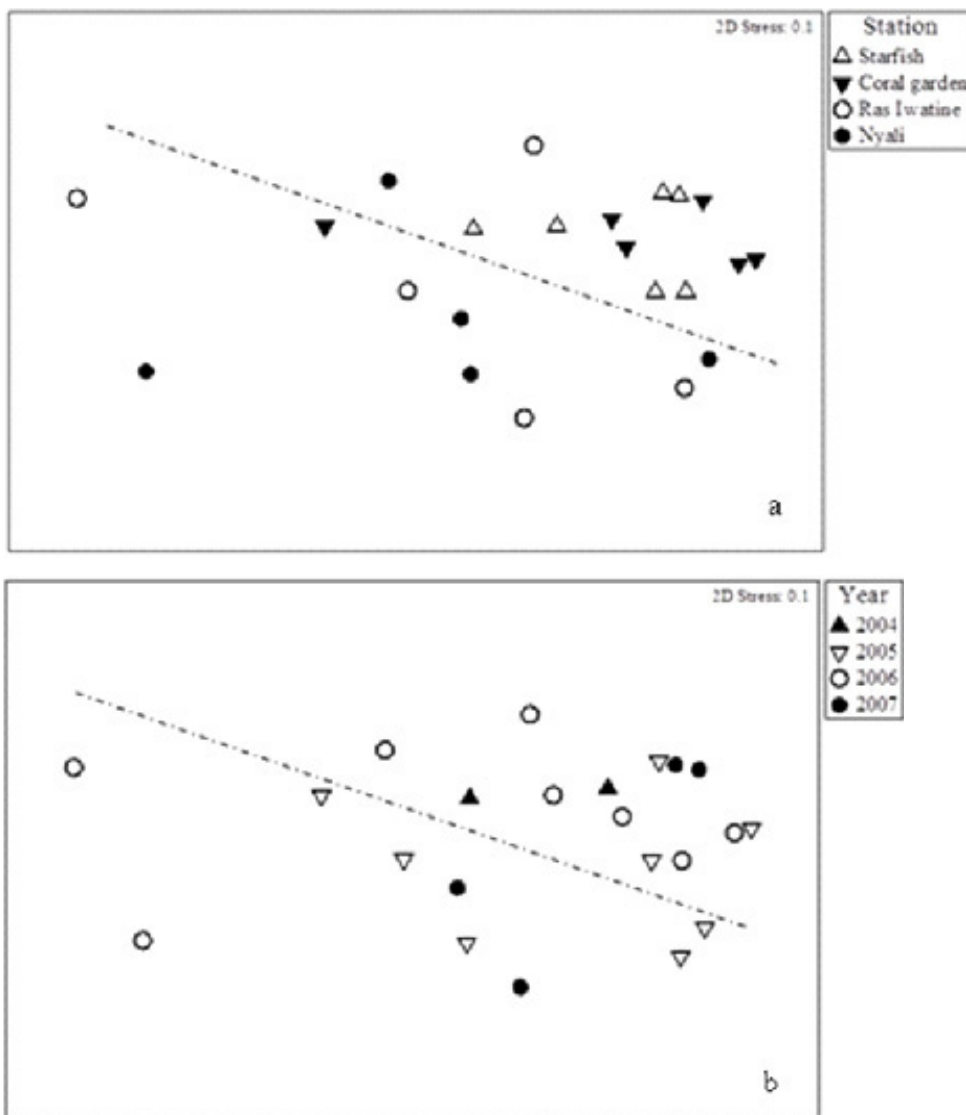 2D Stress: 0.1
Station
Starfish
Coral garden
Ras Iwatine
Nyali
a
2D Stress: 0.1
Year
2004
2005
2006
2007
b